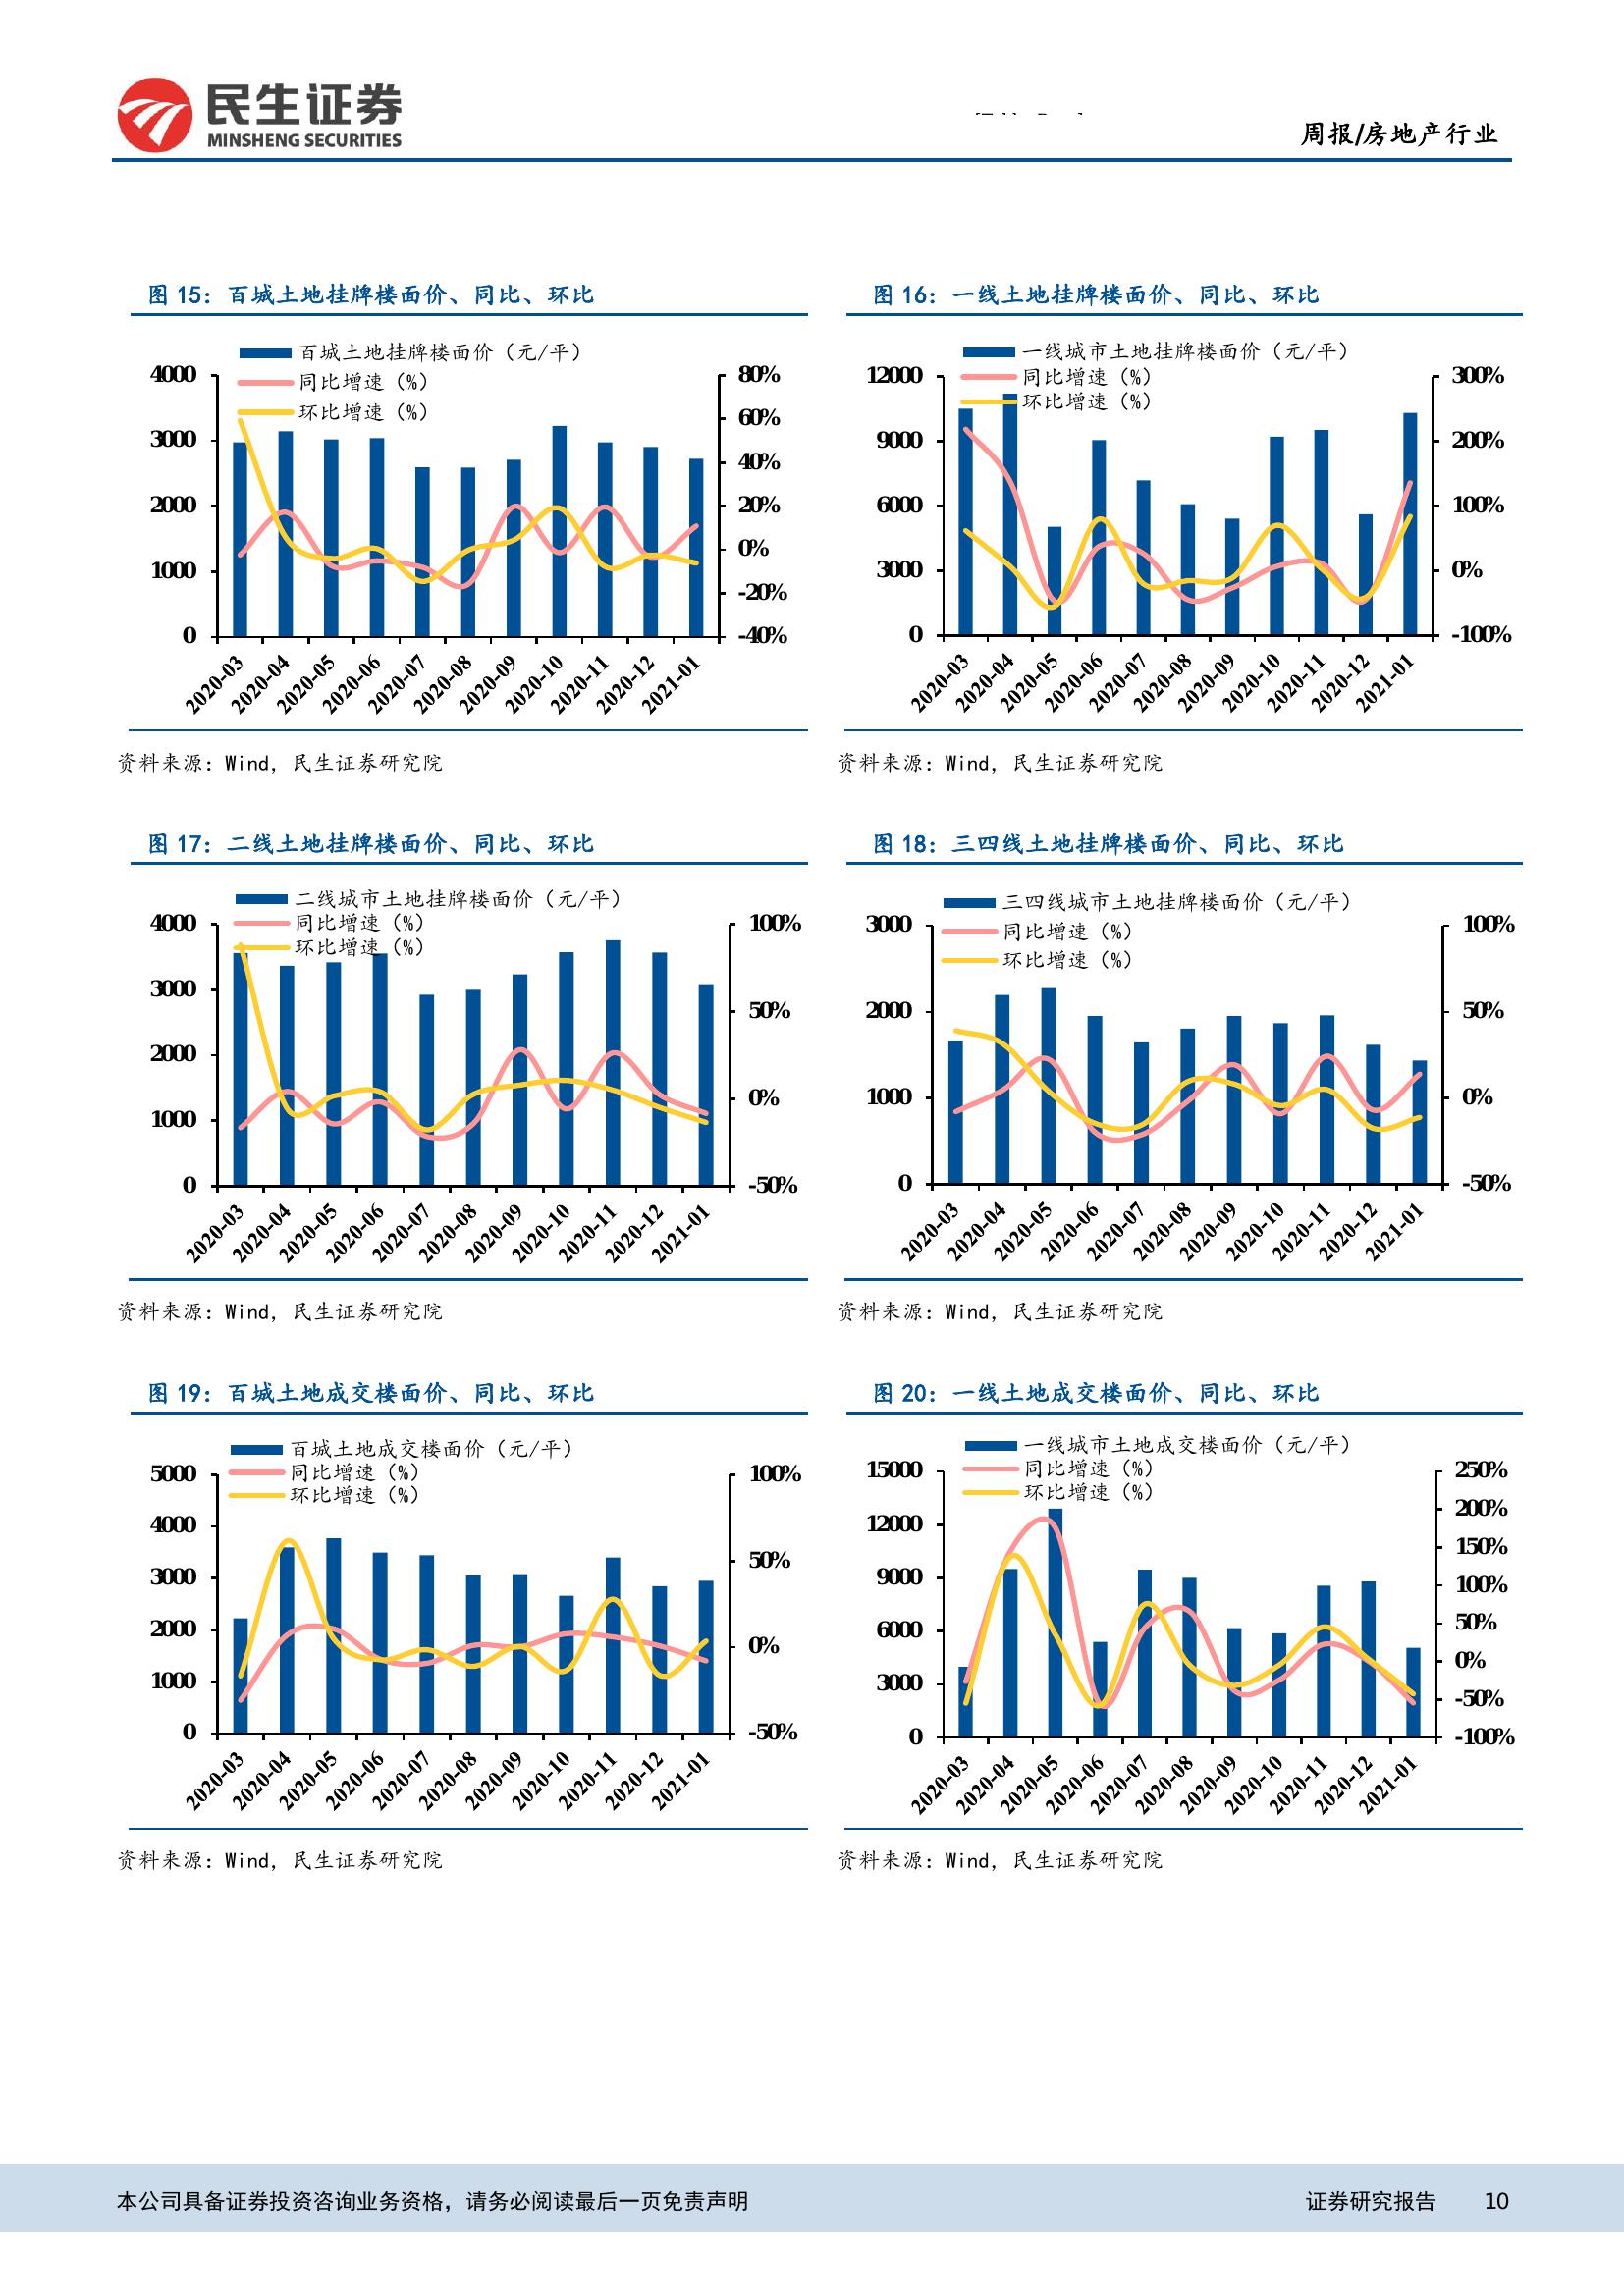 民生证券
MINSHENG SECURITIES
周报/房地产行业
图 15：百城土地挂牌楼面价、同比、环比
百城土地挂牌楼面价（元/平）
同比增速（%）
环比增速（%）
4000
3000
2000
1000
0
80%
60%
40%
20%
0%
-20%
-40%
2020-03 2020-04 2020-05 2020-06 2020-07 2020-08 2020-09 2020-10 2020-11 2020-12 2021-01
资料来源：Wind，民生证券研究院
图 16：一线土地挂牌楼面价、同比、环比
一线城市土地挂牌楼面价（元/平）
同比增速（%）
环比增速（%）
12000
9000
6000
3000
0
300%
200%
100%
0%
-100%
2020-03 2020-04 2020-05 2020-06 2020-07 2020-08 2020-09 2020-10 2020-11 2020-12 2021-01
资料来源：Wind，民生证券研究院
图 17：二线土地挂牌楼面价、同比、环比
二线城市土地挂牌楼面价（元/平）
同比增速（%）
环比增速（%）
4000
3000
2000
1000
0
100%
50%
0%
-50%
2020-03 2020-04 2020-05 2020-06 2020-07 2020-08 2020-09 2020-10 2020-11 2020-12 2021-01
资料来源：Wind，民生证券研究院
图 18：三四线土地挂牌楼面价、同比、环比
三四线城市土地挂牌楼面价（元/平）
同比增速（%）
环比增速（%）
3000
2000
1000
0
100%
50%
0%
-50%
2020-03 2020-04 2020-05 2020-06 2020-07 2020-08 2020-09 2020-10 2020-11 2020-12 2021-01
资料来源：Wind，民生证券研究院
图 19：百城土地成交楼面价、同比、环比
百城土地成交楼面价（元/平）
同比增速（%）
环比增速（%）
5000
4000
3000
2000
1000
0
100%
50%
0%
-50%
2020-03 2020-04 2020-05 2020-06 2020-07 2020-08 2020-09 2020-10 2020-11 2020-12 2021-01
资料来源：Wind，民生证券研究院
图 20：一线土地成交楼面价、同比、环比
一线城市土地成交楼面价（元/平）
同比增速（%）
环比增速（%）
15000
12000
9000
6000
3000
0
250%
200%
150%
100%
50%
0%
-50%
-100%
2020-03 2020-04 2020-05 2020-06 2020-07 2020-08 2020-09 2020-10 2020-11 2020-12 2021-01
资料来源：Wind，民生证券研究院
本公司具备证券投资咨询业务资格，请务必阅读最后一页免责声明
证券研究报告 10